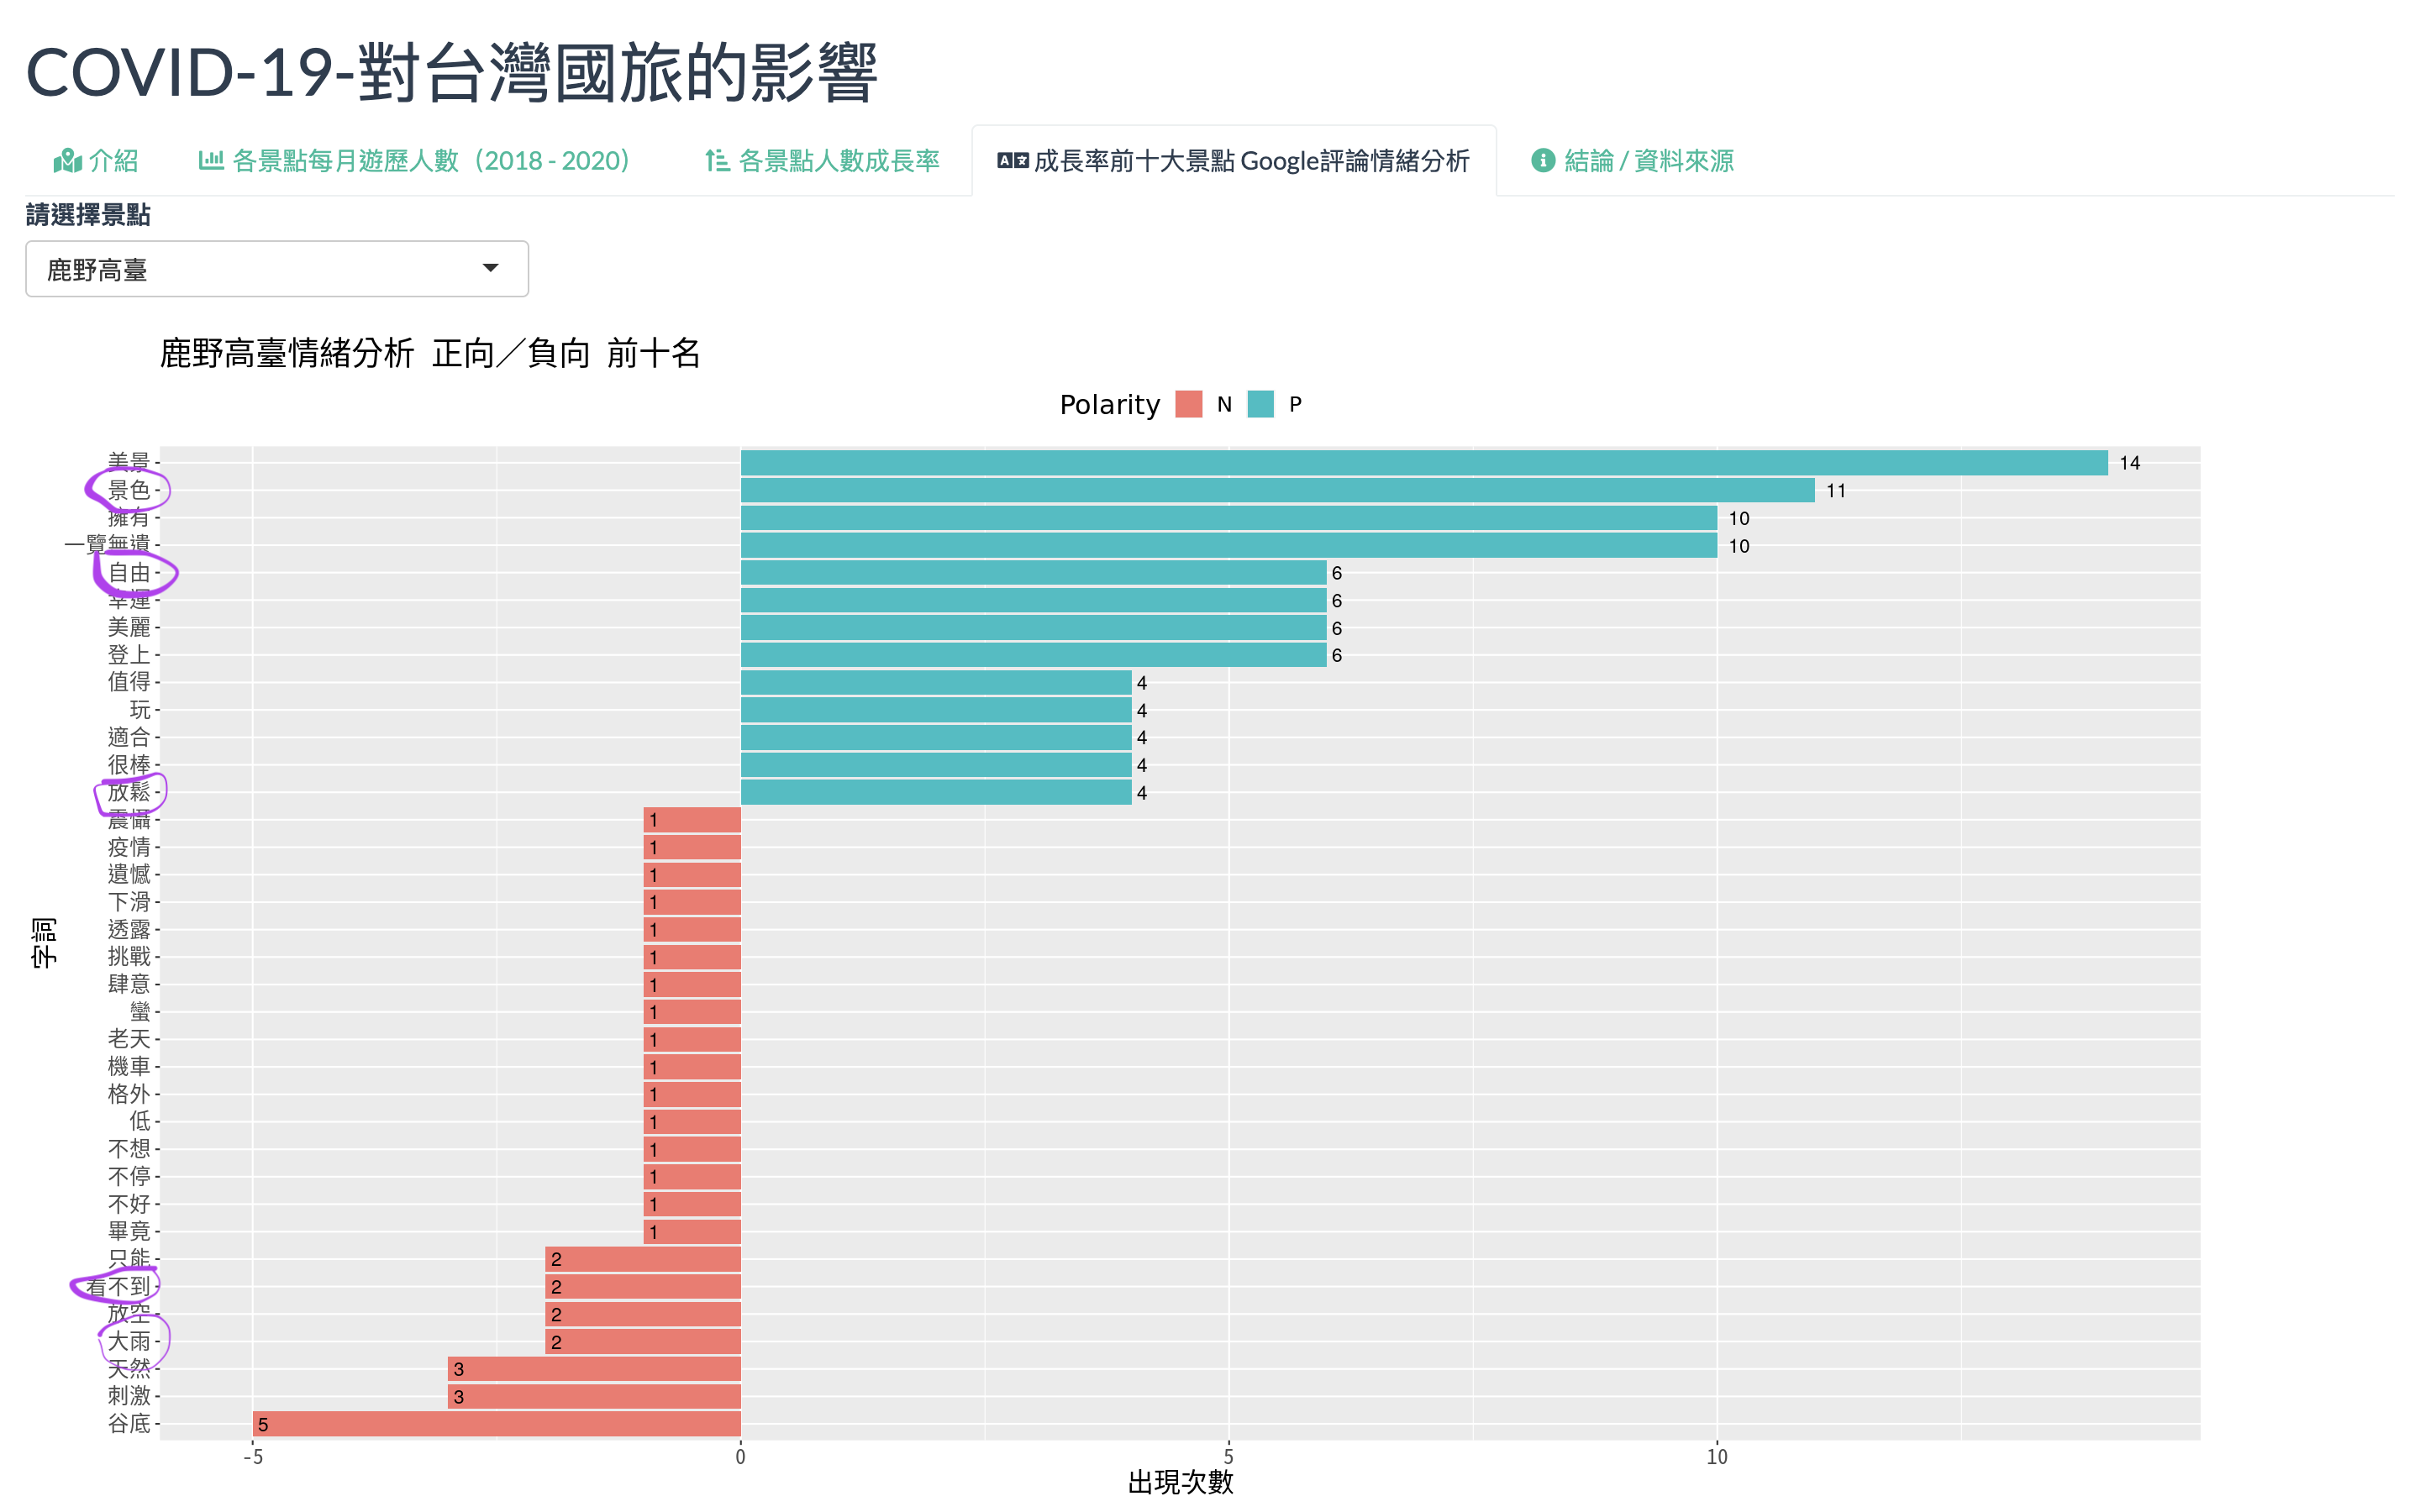 COVID-19-對台灣國旅的影響
介紹
各景點每月遊歷人數（2018 - 2020）
各景點人數成長率
成長率前十大景點 Google評論情緒分析
結論 / 資料來源
請選擇景點
鹿野高臺
鹿野高臺情緒分析 正向／負向 前十名
Polarity N P
美景 14
景色 11
擁有 10
一覽無遺 10
自由 6
幸運 6
美麗 6
登上 6
值得 4
玩 4
適合 4
很棒 4
放鬆 4
震懾 1
疫情 1
遺憾 1
下滑 1
透露 1
挑戰 1
肆意 1
蠻 1
老天 1
機車 1
格外 1
低 1
不想 1
不停 1
不好 1
畢竟 1
只能 2
看不到 2
放空 2
大雨 2
天然 3
刺激 3
谷底 5
字詞
-5 0 5 10
出現次數